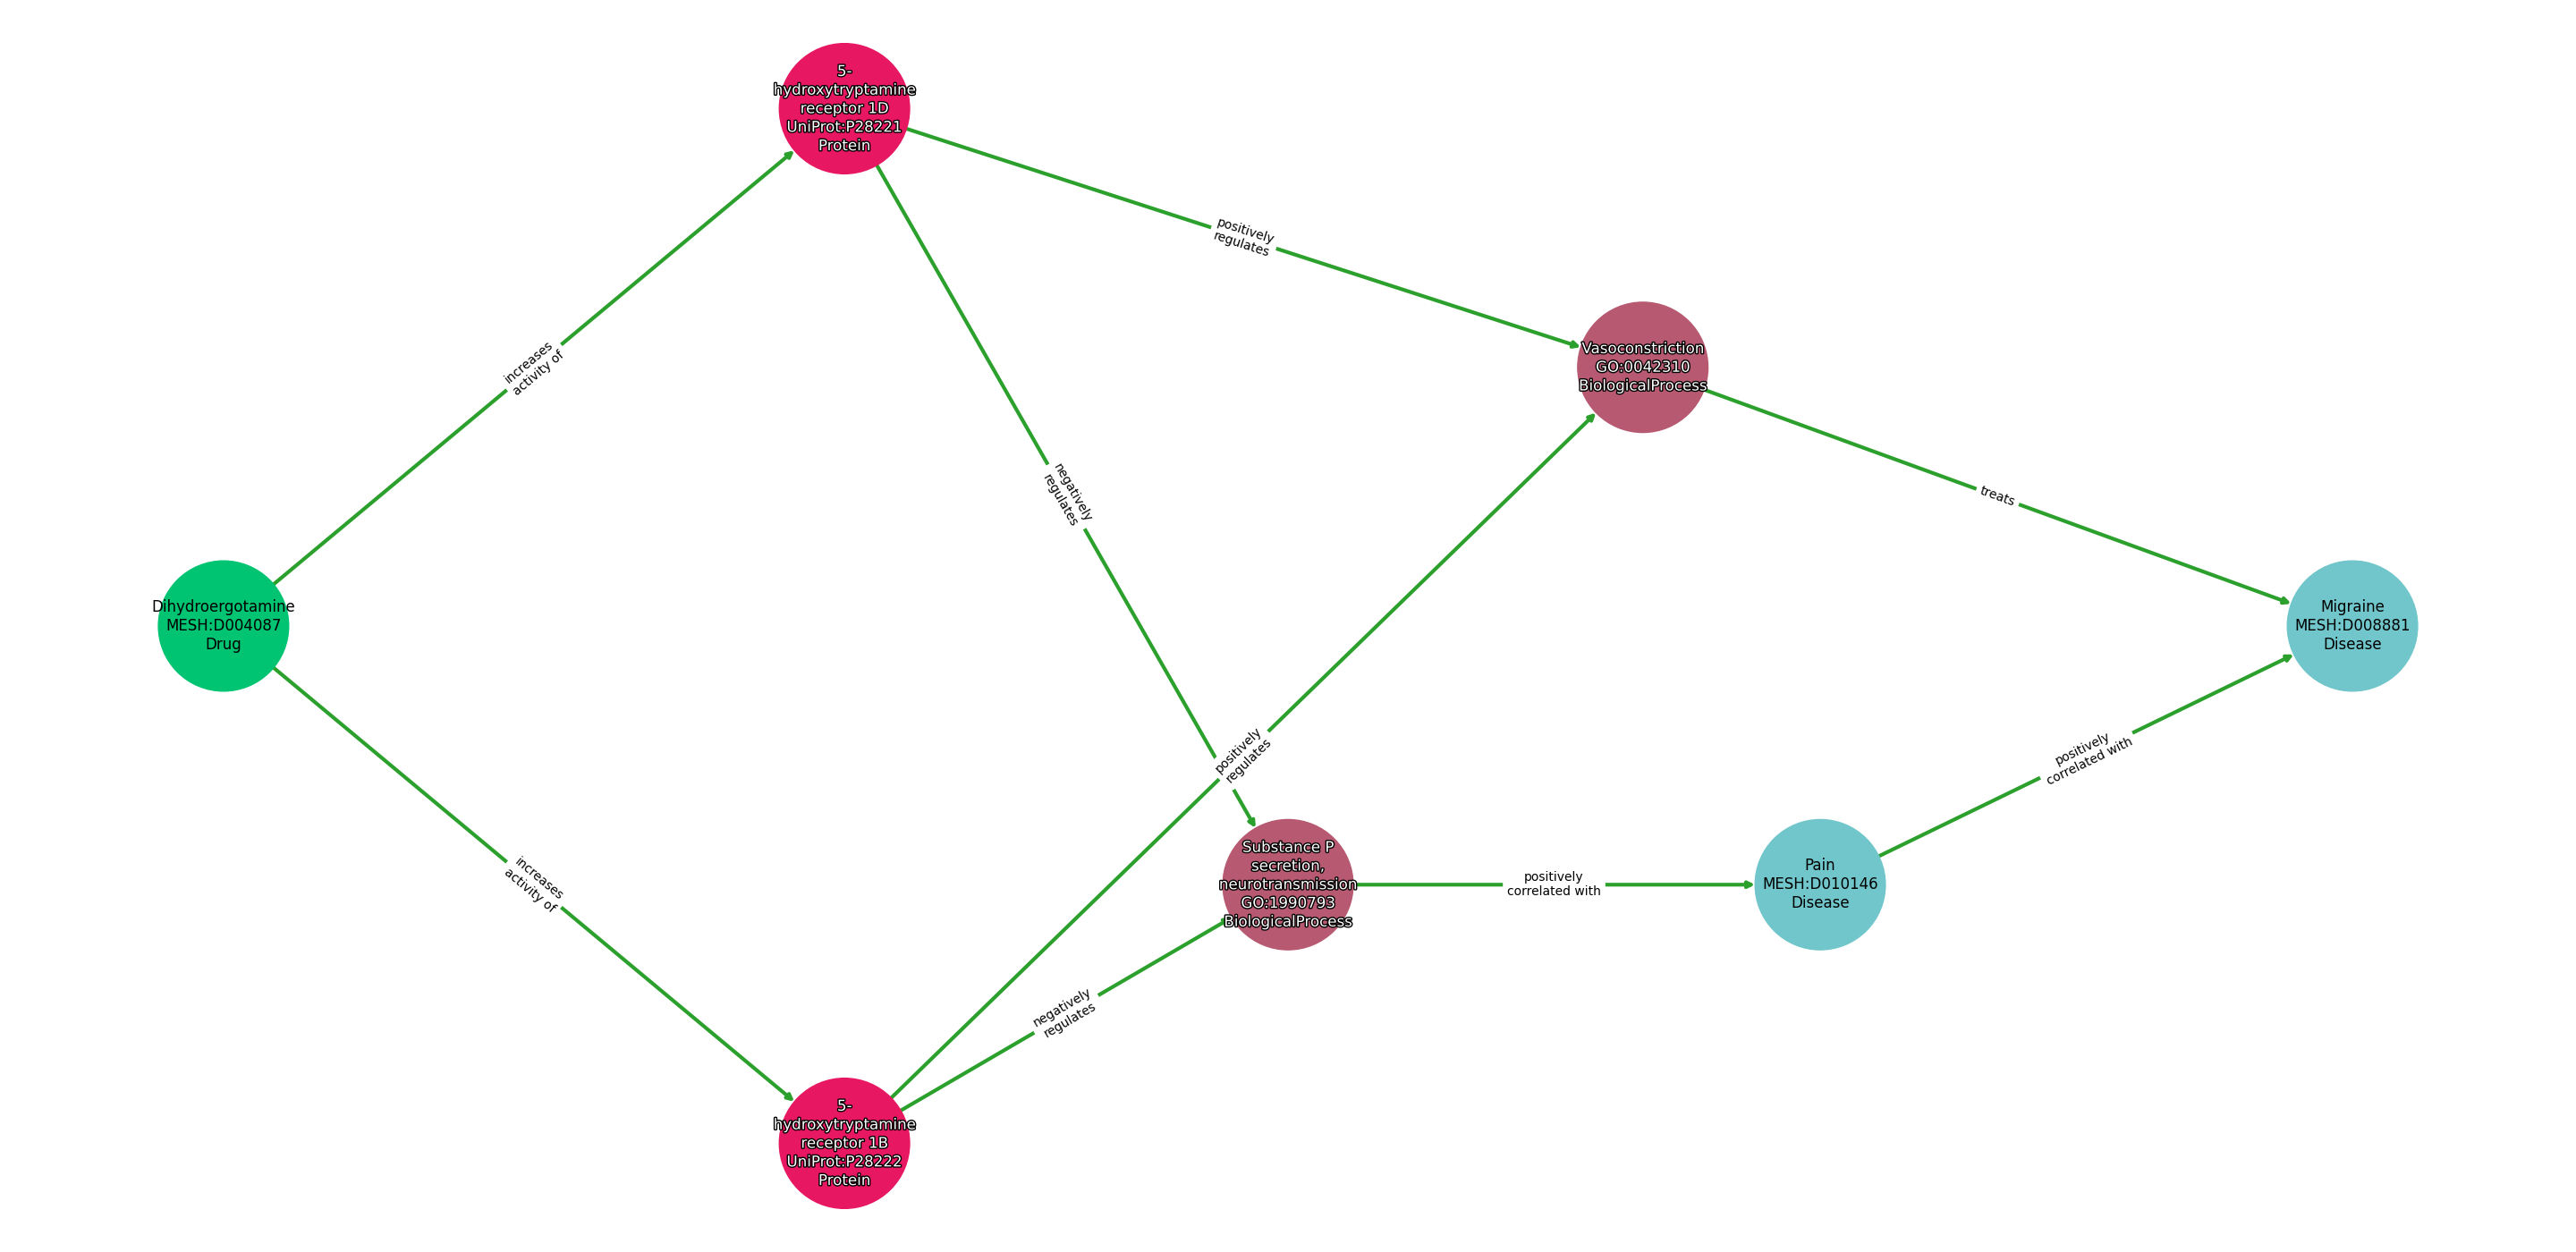 5-
hydroxytryptamine
receptor 1D
UniProt:P28221
Protein
positively
regulates
Vasoconstriction
GO:0042310
BiologicalProcess
increases
activity of
negatively
regulates
treats
Dihydroergotamine
MESH:D004087
Drug
Migraine
MESH:D008881
Disease
positively
regulates
positively
correlated with
increases
activity of
Substance P
secretion,
neurotransmission
GO:1990793
BiologicalProcess
positively
correlated with
Pain
MESH:D010146
Disease
negatively
regulates
5-
hydroxytryptamine
receptor 1B
UniProt:P28222
Protein